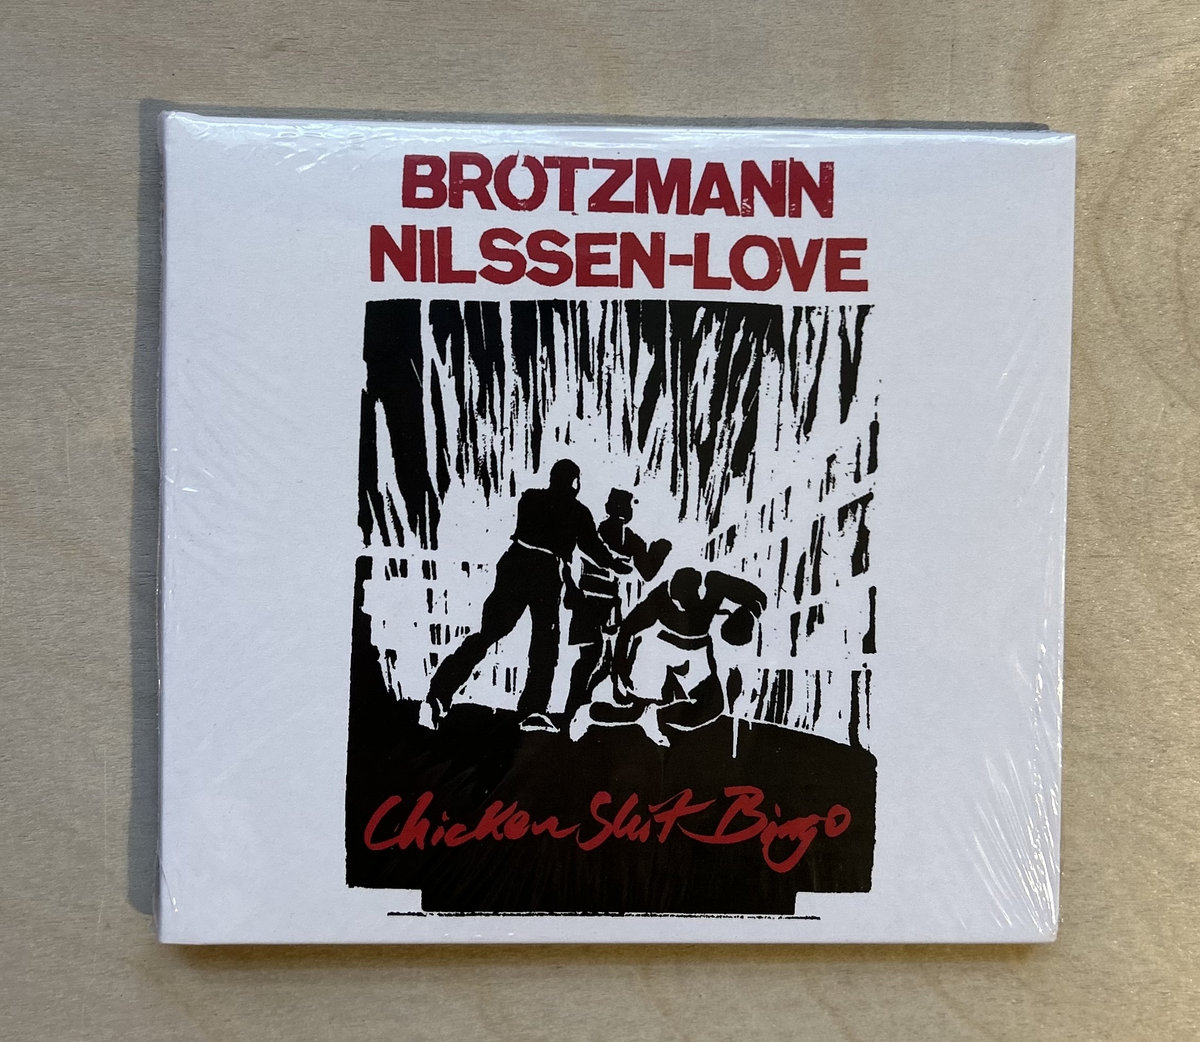 BRÖTZMANN
NILSSEN-LOVE
Chicken Shit Bingo